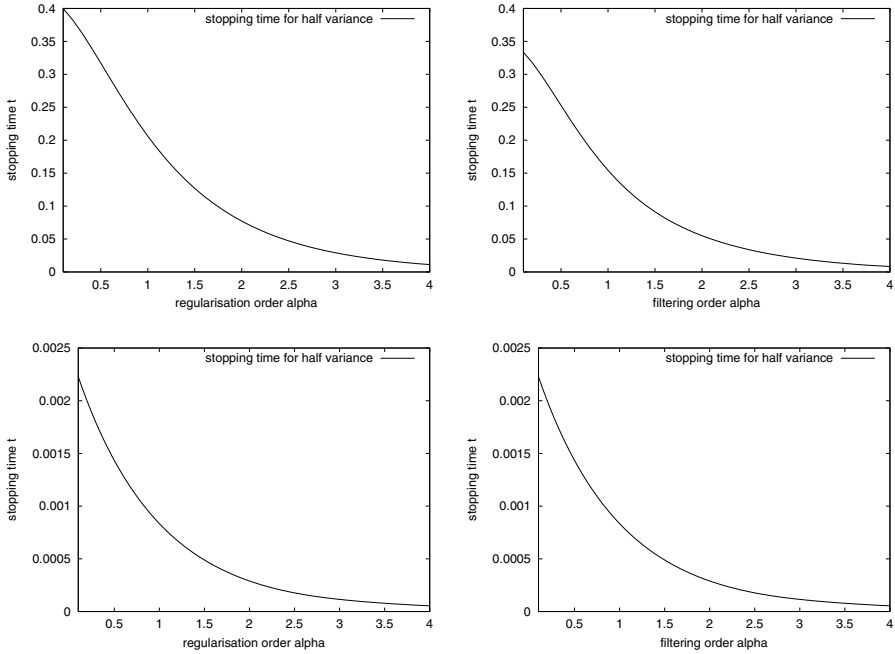 stopping time for half variance
stopping time t
0.4
0.35
0.3
0.25
0.2
0.15
0.1
0.05
0
0.5 1 1.5 2 2.5 3 3.5 4
regularisation order alpha
stopping time for half variance
stopping time t
0.4
0.35
0.3
0.25
0.2
0.15
0.1
0.05
0
0.5 1 1.5 2 2.5 3 3.5 4
filtering order alpha
stopping time for half variance
stopping time t
0.0025
0.002
0.0015
0.001
0.0005
0
0.5 1 1.5 2 2.5 3 3.5 4
regularisation order alpha
stopping time for half variance
stopping time t
0.0025
0.002
0.0015
0.001
0.0005
0
0.5 1 1.5 2 2.5 3 3.5 4
filtering order alpha